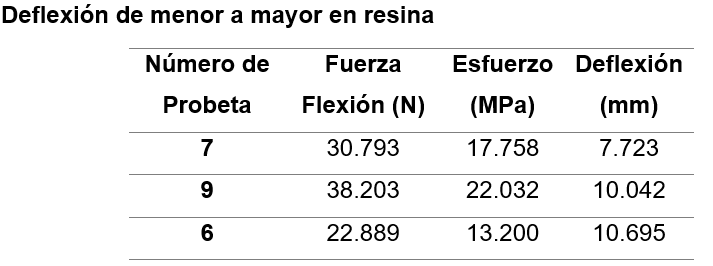 Deflexión de menor a mayor en resina
Número de Probeta Fuerza Flexión (N) Esfuerzo (MPa) Deflexión (mm)
7 30.793 17.758 7.723
9 38.203 22.032 10.042
6 22.889 13.200 10.695